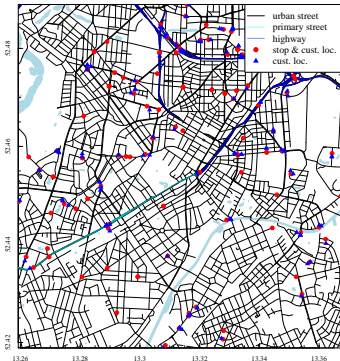 urban street
primary street
highway
stop & cust. loc.
cust. loc.
52.48
52.46
52.44
52.42
13.26
13.28
13.3
13.32
13.34
13.36